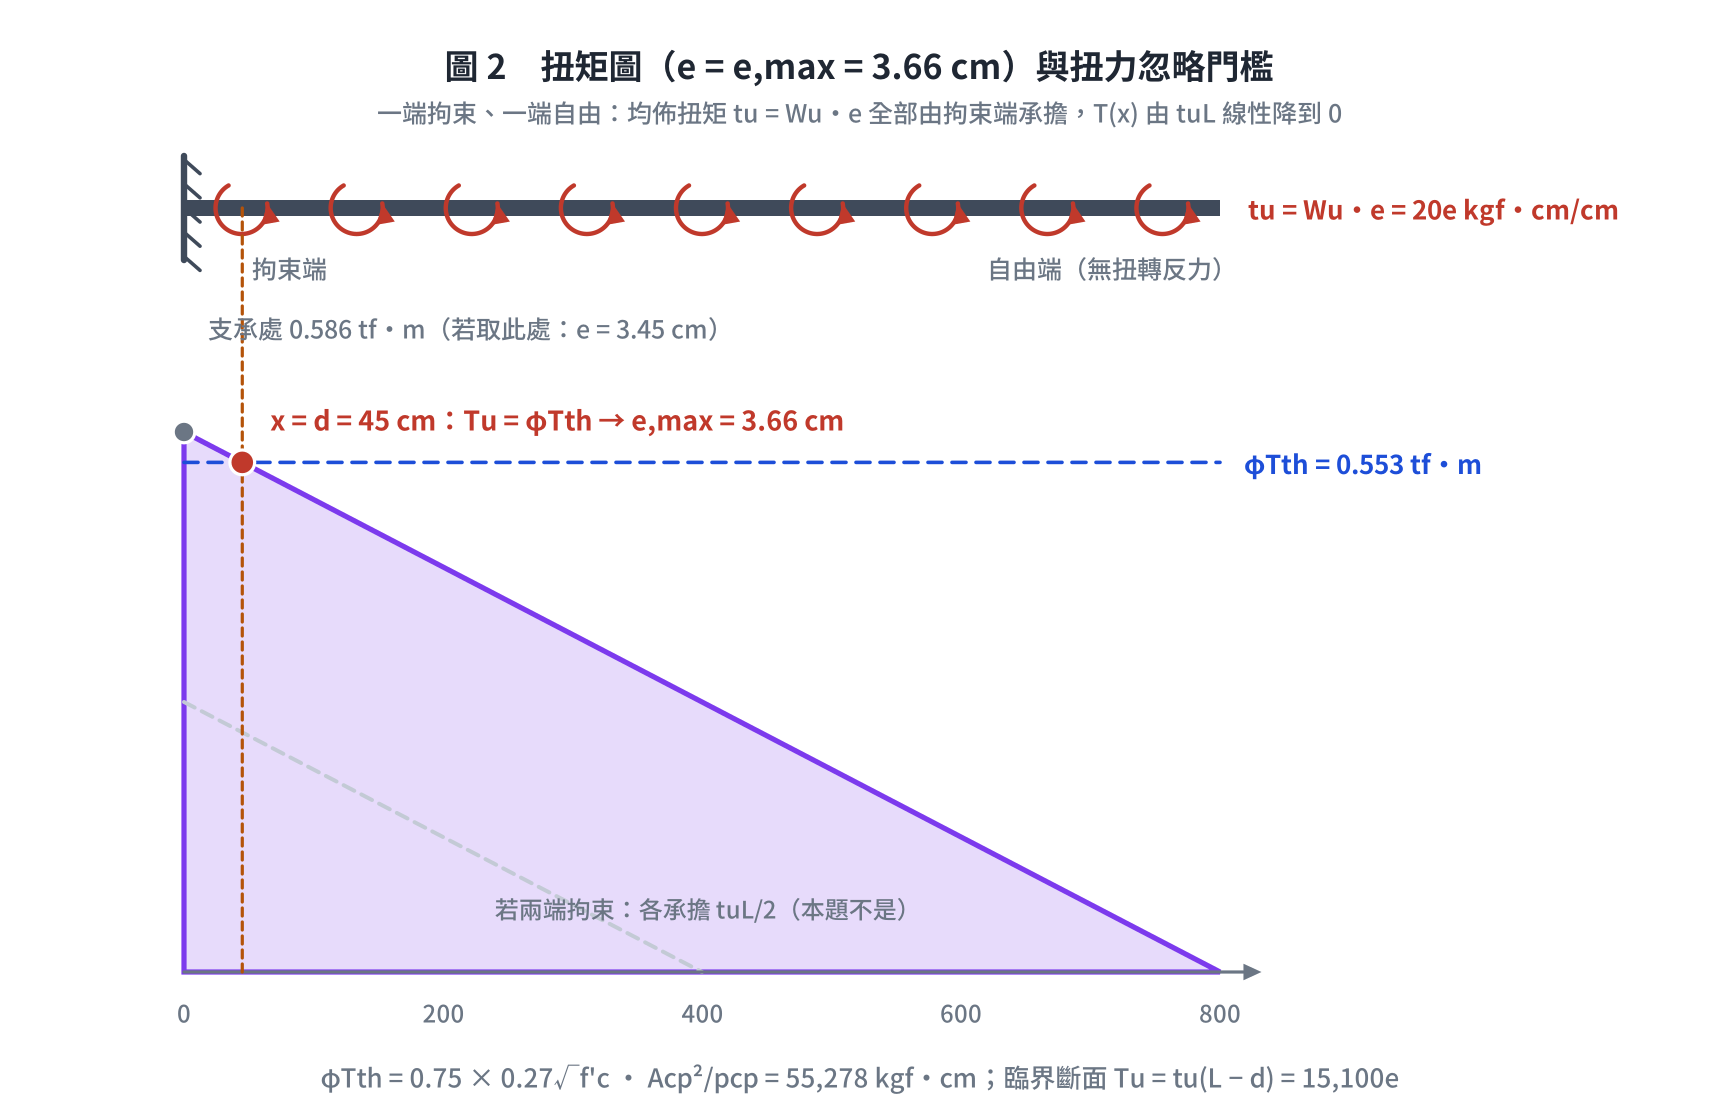 圖 2　扭矩圖（e = e,max = 3.66 cm）與扭力忽略門檻
一端拘束、一端自由：均佈扭矩 tu = Wu・e 全部由拘束端承擔，T(x) 由 tuL 線性降到 0
tu = Wu・e = 20e kgf・cm/cm
拘束端
自由端（無扭轉反力）
支承處 0.586 tf・m（若取此處：e = 3.45 cm）
x = d = 45 cm：Tu = φTth → e,max = 3.66 cm
φTth = 0.553 tf・m
若兩端拘束：各承擔 tuL/2（本題不是）
0 200 400 600 800
φTth = 0.75 × 0.27√f'c ・ Acp²/pcp = 55,278 kgf・cm；臨界斷面 Tu = tu(L − d) = 15,100e